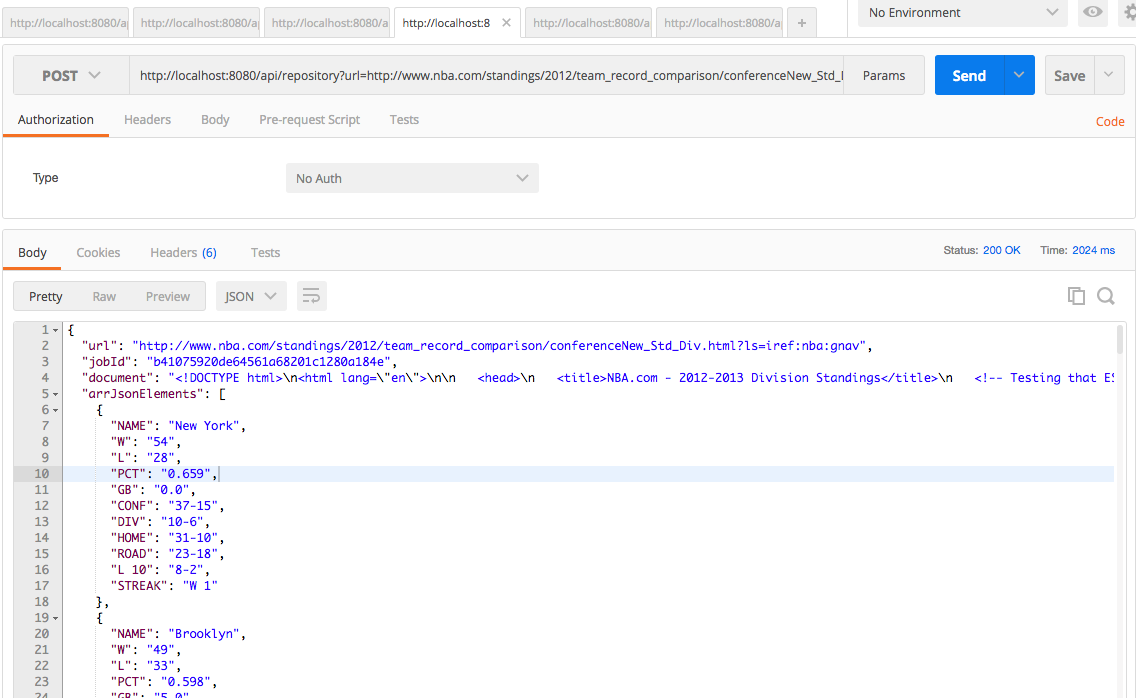 http://localhost:8080/ap http://localhost:8080/ap http://localhost:8080/a http://localhost:8 × http://localhost:8080/a http://localhost:8080/a + No Environment
POST http://localhost:8080/api/repository?url=http://www.nba.com/standings/2012/team_record_comparison/conferenceNew_Std_ Params Send Save
Authorization Headers Body Pre-request Script Tests Code
Type No Auth
Body Cookies Headers (6) Tests Status: 200 OK Time: 2024 ms
Pretty Raw Preview JSON
1 {
2 "url": "http://www.nba.com/standings/2012/team_record_comparison/conferenceNew_Std_Div.html?ls=iref:nba:gnav",
3 "jobId": "b41075920de64561a68201c1280a184e",
4 "document": "<!DOCTYPE html>\n<html lang=\"en\">\n\n   <head>\n   <title>NBA.com - 2012-2013 Division Standings</title>\n   <!-- Testing that ES
5 "arrJsonElements": [
6 {
7 "NAME": "New York",
8 "W": "54",
9 "L": "28",
10 "PCT": "0.659",
11 "GB": "0.0",
12 "CONF": "37-15",
13 "DIV": "10-6",
14 "HOME": "31-10",
15 "ROAD": "23-18",
16 "L 10": "8-2",
17 "STREAK": "W 1"
18 },
19 {
20 "NAME": "Brooklyn",
21 "W": "49",
22 "L": "33",
23 "PCT": "0.598",
24 "GB": "5.0",